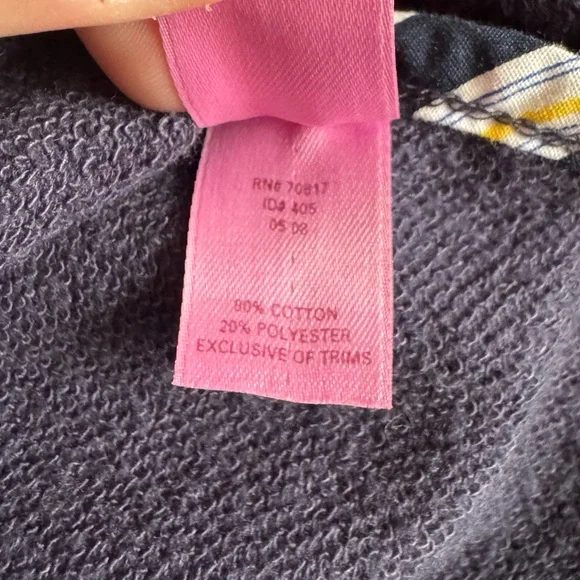 RN# 70817
ID# 405
05 08
80% COTTON
20% POLYESTER
EXCLUSIVE OF TRIMS